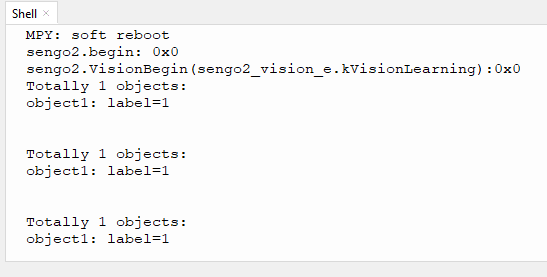 Shell ×
MPY: soft reboot
sengo2.begin: 0x0
sengo2.VisionBegin(sengo2_vision_e.kVisionLearning):0x0
Totally 1 objects:
object1: label=1
Totally 1 objects:
object1: label=1
Totally 1 objects:
object1: label=1